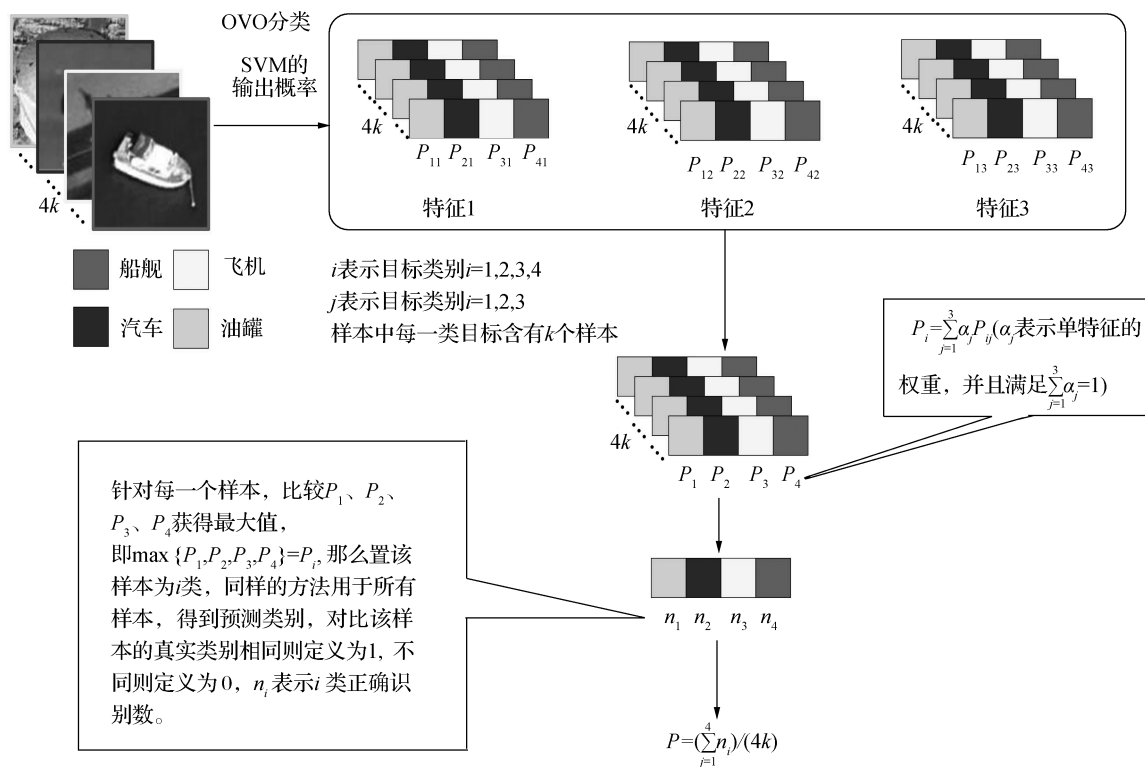 OVO分类
SVM的
输出概率
4k
4k
P₁₁ P₂₁ P₃₁ P₄₁
特征1
4k
P₁₂ P₂₂ P₃₂ P₄₂
特征2
4k
P₁₃ P₂₃ P₃₃ P₄₃
特征3
船舰
飞机
汽车
油罐
i表示目标类别i=1,2,3,4
j表示目标类别i=1,2,3
样本中每一类目标含有k个样本
Pᵢ=∑_{j=1}^{3}αⱼPᵢⱼ(αⱼ表示单特征的
权重，并且满足∑_{j=1}^{3}αⱼ=1)
4k
P₁ P₂ P₃ P₄
针对每一个样本，比较P₁、P₂、
P₃、P₄获得最大值，
即max {P₁,P₂,P₃,P₄}=Pᵢ, 那么置该
样本为i类，同样的方法用于所有
样本，得到预测类别，对比该样
本的真实类别相同则定义为1, 不
同则定义为 0，nᵢ表示i 类正确识
别数。
n₁ n₂ n₃ n₄
P=(∑_{j=1}^{4}nᵢ)/(4k)